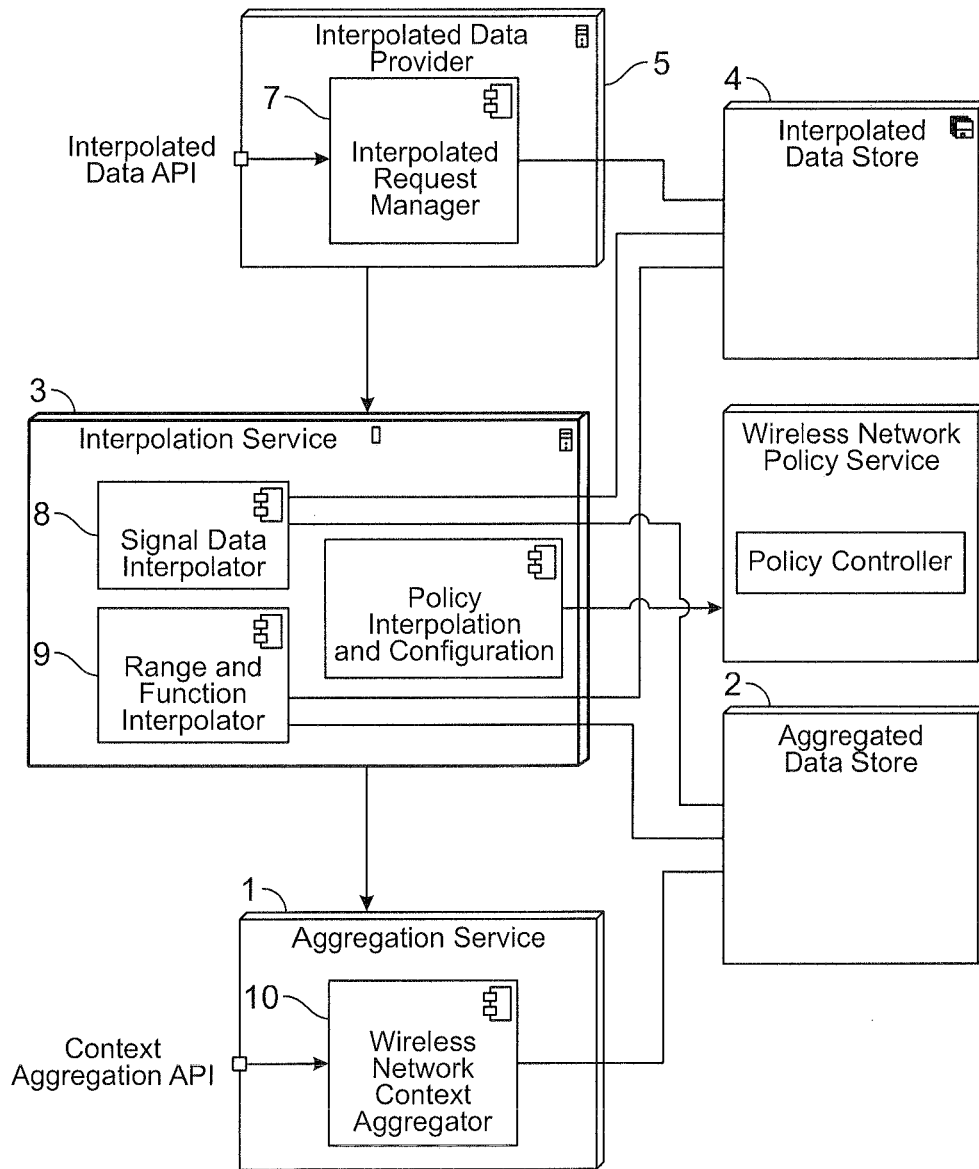 Interpolated Data
Provider
5
7
Interpolated
Request
Manager
Interpolated
Data API
4
Interpolated
Data Store
3
Interpolation Service
8
Signal Data
Interpolator
Policy
Interpolation
and Configuration
9
Range and
Function
Interpolator
Wireless Network
Policy Service
Policy Controller
2
Aggregated
Data Store
1
Aggregation Service
10
Wireless
Network
Context
Aggregator
Context
Aggregation API